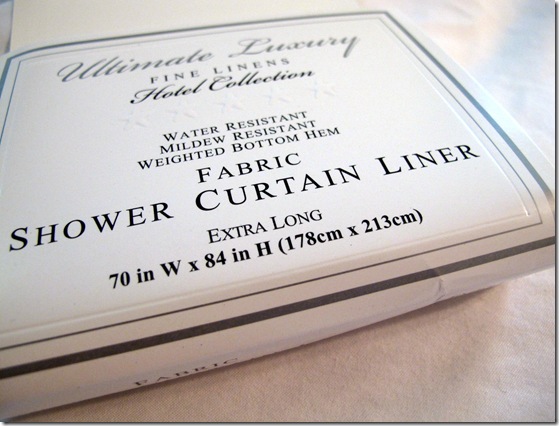 Ultimate Luxury
FINE LINENS
Hotel Collection
WATER RESISTANT
MILDEW RESISTANT
WEIGHTED BOTTOM HEM
FABRIC
SHOWER CURTAIN LINER
EXTRA LONG
70 in W x 84 in H (178cm x 213cm)
FABRIC